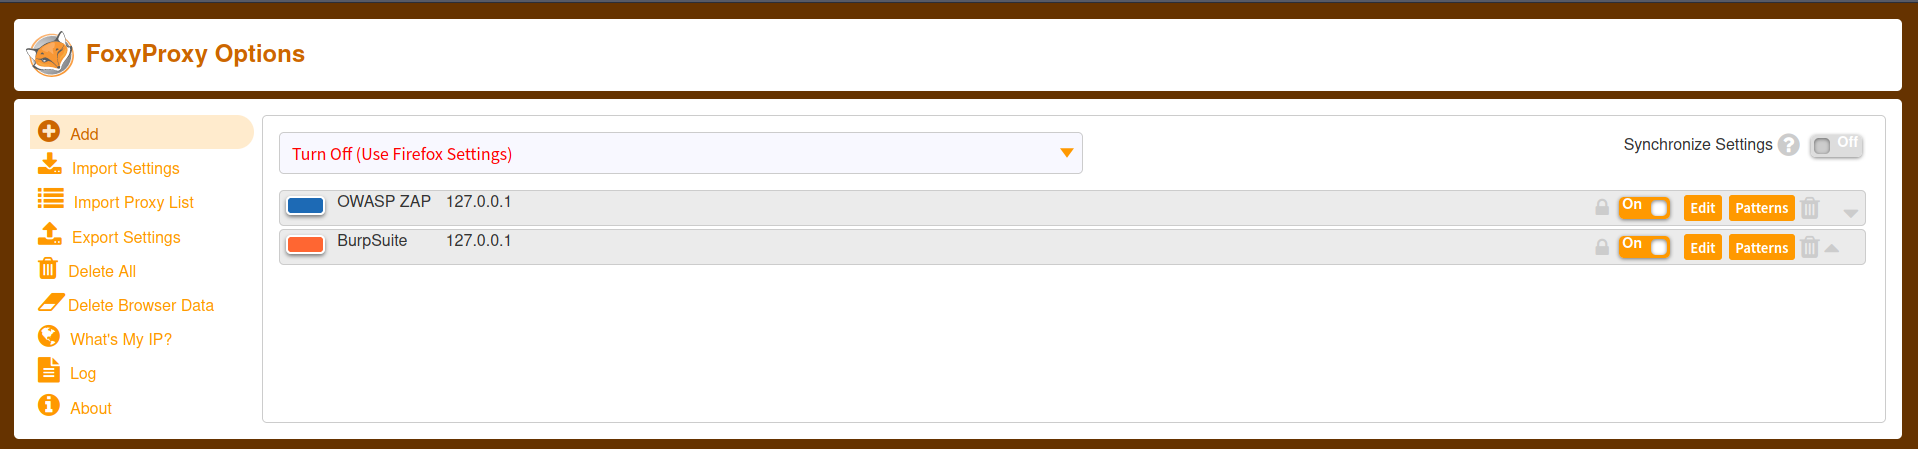 FoxyProxy Options
Add
Import Settings
Import Proxy List
Export Settings
Delete All
Delete Browser Data
What's My IP?
Log
About
Turn Off (Use Firefox Settings)
Synchronize Settings ? Off
OWASP ZAP 127.0.0.1 On Edit Patterns
BurpSuite 127.0.0.1 On Edit Patterns